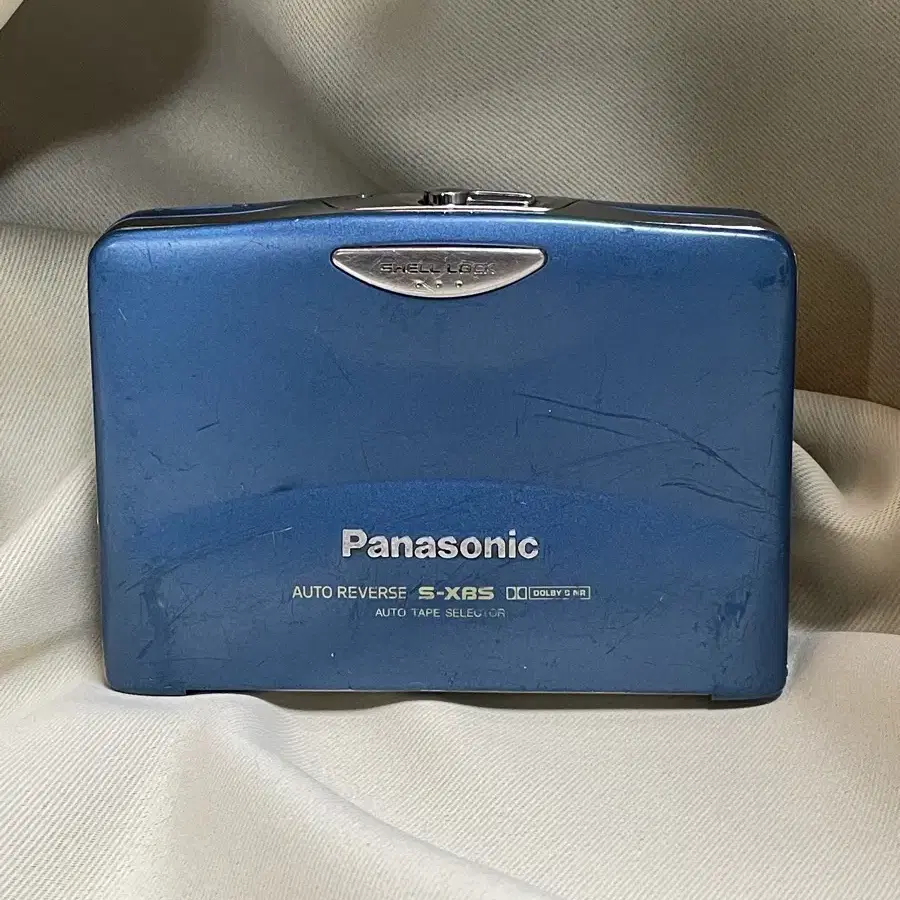 SHELL LOCK
Panasonic
AUTO REVERSE S-XBS DOLBY B NR
AUTO TAPE SELECTOR